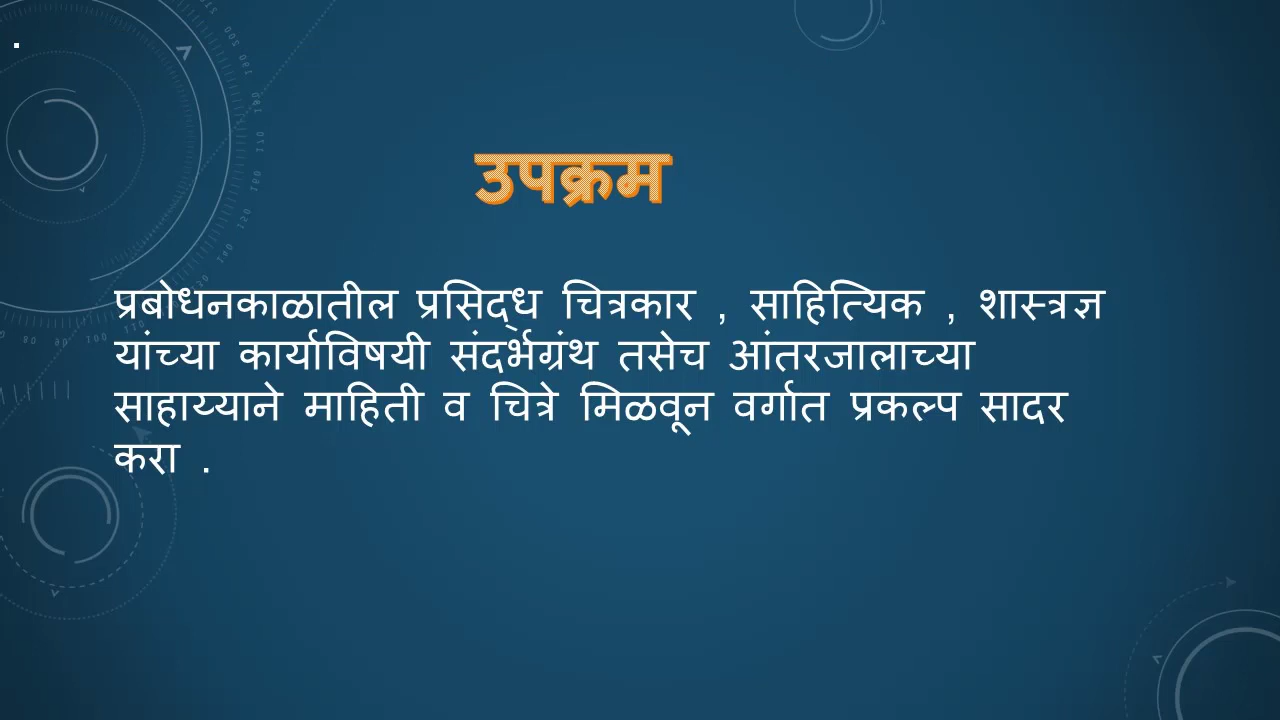 उपक्रम
प्रबोधनकाळातील प्रसिद्ध चित्रकार , साहित्यिक , शास्त्रज्ञ
यांच्या कार्याविषयी संदर्भग्रंथ तसेच आंतरजालाच्या
साहाय्याने माहिती व चित्रे मिळवून वर्गात प्रकल्प सादर
करा .